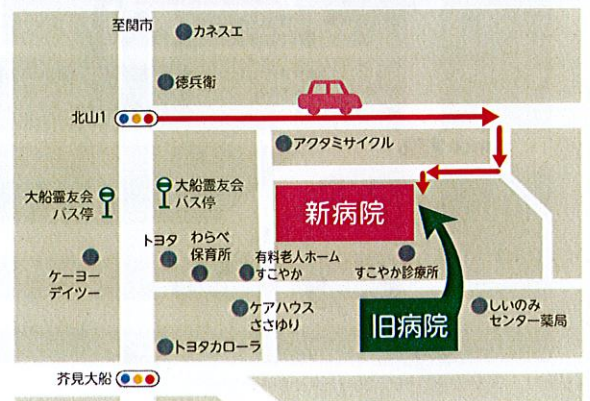 至関市
カネスエ
徳兵衛
北山1
アクタミサイクル
大船霊友会
バス停
大船霊友会
バス停
新病院
トヨタ
わらべ
保育所
有料老人ホーム
すこやか
すこやか診療所
ケーヨー
デイツー
ケアハウス
ささゆり
旧病院
しいのみ
センター薬局
トヨタカローラ
芥見大船